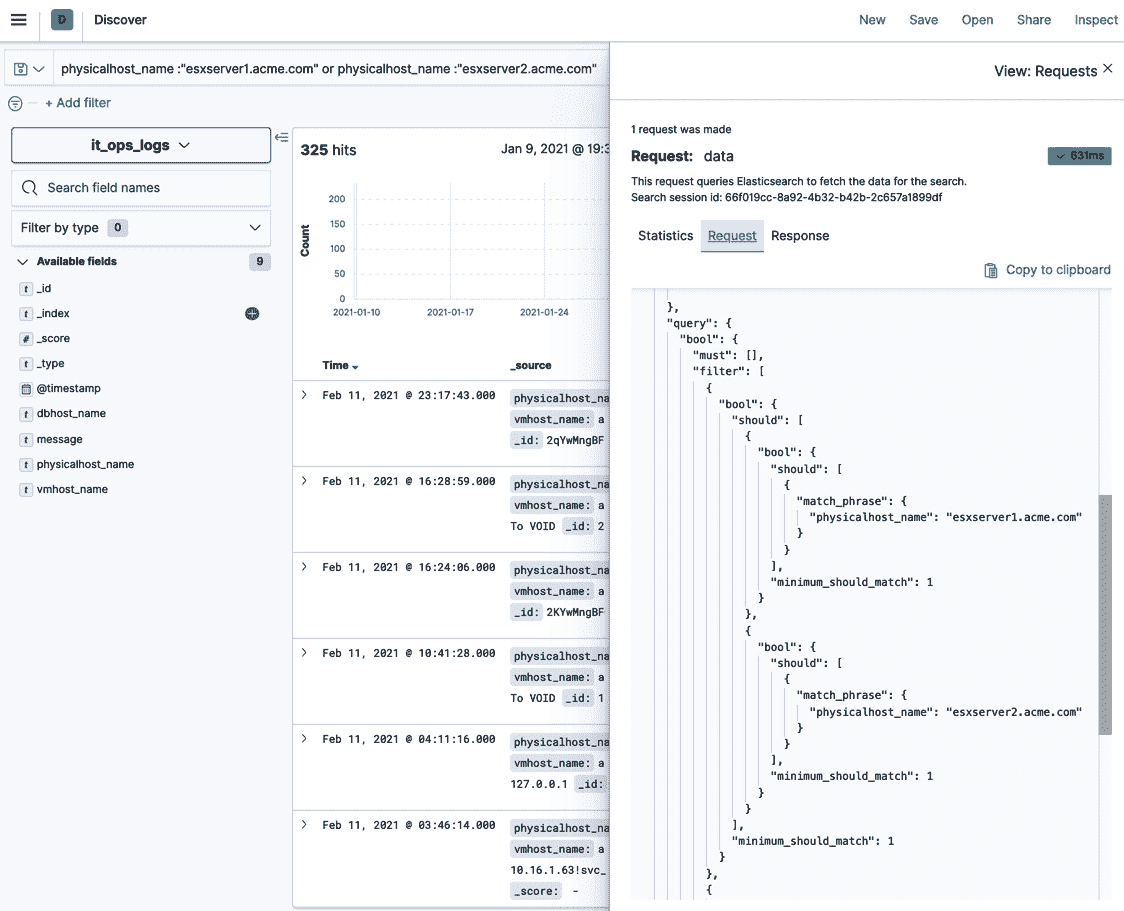 D Discover New Save Open Share Inspect
physicalhost_name :"esxserver1.acme.com" or physicalhost_name :"esxserver2.acme.com"
+ Add filter
it_ops_logs
Search field names
Filter by type 0
Available fields 9
t _id
t _index
# _score
t _type
@timestamp
t dbhost_name
t message
t physicalhost_name
t vmhost_name
325 hits Jan 9, 2021 @ 19:3
Count
200
150
100
50
0
2021-01-10 2021-01-17 2021-01-24
Time _source
Feb 11, 2021 @ 23:17:43.000 physicalhost_na
vmhost_name: a
_id: 2qYwMngBF
Feb 11, 2021 @ 16:28:59.000 physicalhost_na
vmhost_name: a
To VOID _id: 2
Feb 11, 2021 @ 16:24:06.000 physicalhost_na
vmhost_name: a
_id: 2KYwMngBF
Feb 11, 2021 @ 10:41:28.000 physicalhost_na
vmhost_name: a
To VOID _id: 1
Feb 11, 2021 @ 04:11:16.000 physicalhost_na
vmhost_name: a
127.0.0.1 _id:
Feb 11, 2021 @ 03:46:14.000 physicalhost_na
vmhost_name: a
10.16.1.63!svc_
_score: -
View: Requests
1 request was made
Request: data 631ms
This request queries Elasticsearch to fetch the data for the search.
Search session id: 66f019cc-8a92-4b32-b42b-2c657a1899df
Statistics Request Response
Copy to clipboard
},
"query": {
"bool": {
"must": [],
"filter": [
{
"bool": {
"should": [
{
"bool": {
"should": [
{
"match_phrase": {
"physicalhost_name": "esxserver1.acme.com"
}
}
],
"minimum_should_match": 1
}
},
{
"bool": {
"should": [
{
"match_phrase": {
"physicalhost_name": "esxserver2.acme.com"
}
}
],
"minimum_should_match": 1
}
}
],
"minimum_should_match": 1
}
},
{